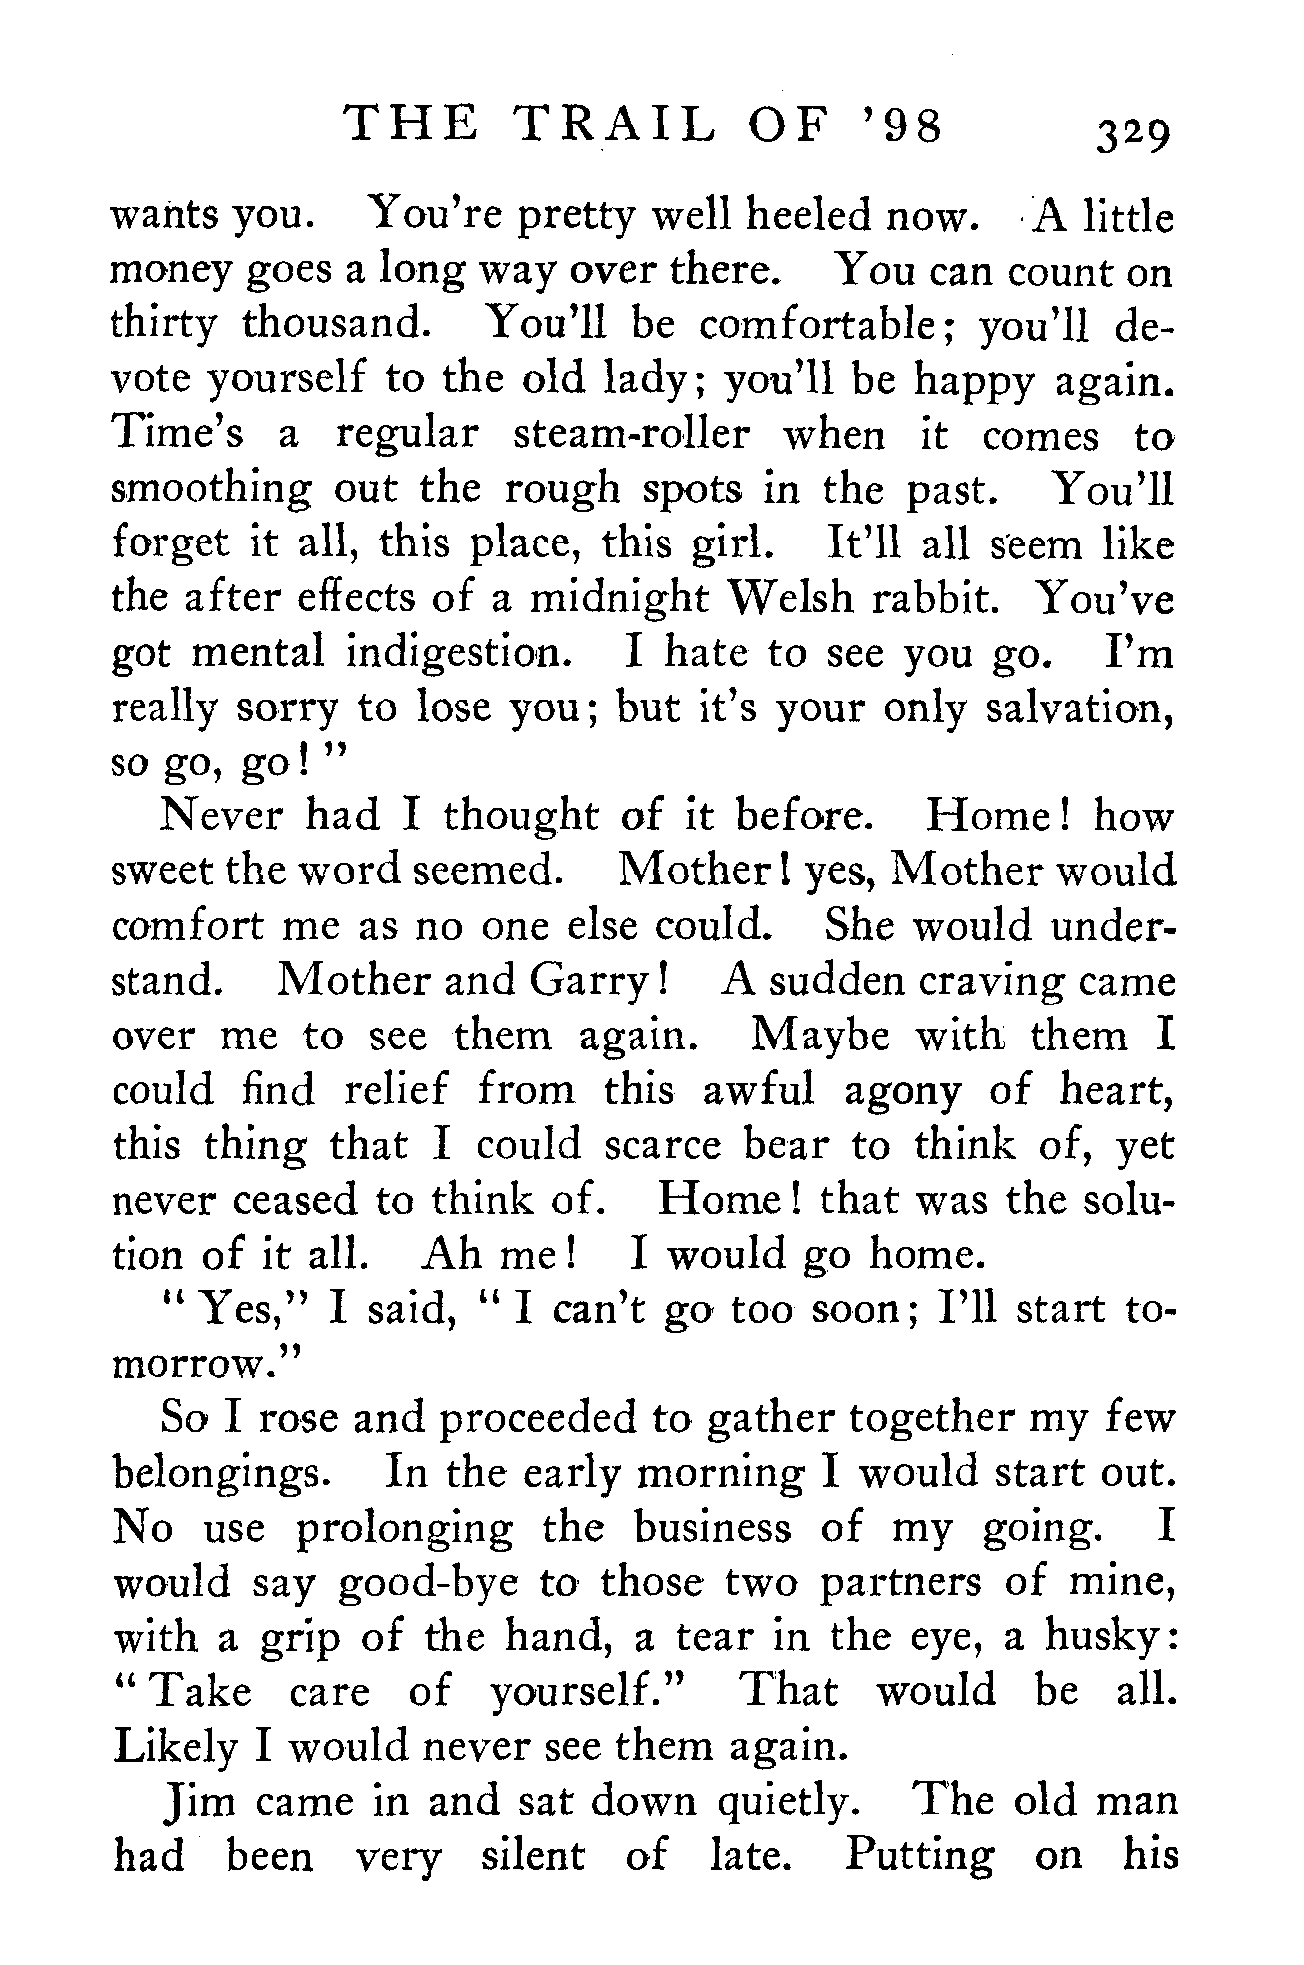 THE TRAIL OF '98 329
wants you. You're pretty well heeled now. A little
money goes a long way over there. You can count on
thirty thousand. You'll be comfortable; you'll de-
vote yourself to the old lady; you'll be happy again.
Time's a regular steam-roller when it comes to
smoothing out the rough spots in the past. You'll
forget it all, this place, this girl. It'll all seem like
the after effects of a midnight Welsh rabbit. You've
got mental indigestion. I hate to see you go. I'm
really sorry to lose you; but it's your only salvation,
so go, go!"
Never had I thought of it before. Home! how
sweet the word seemed. Mother! yes, Mother would
comfort me as no one else could. She would under-
stand. Mother and Garry! A sudden craving came
over me to see them again. Maybe with them I
could find relief from this awful agony of heart,
this thing that I could scarce bear to think of, yet
never ceased to think of. Home! that was the solu-
tion of it all. Ah me! I would go home.
"Yes," I said, "I can't go too soon; I'll start to-
morrow."
So I rose and proceeded to gather together my few
belongings. In the early morning I would start out.
No use prolonging the business of my going. I
would say good-bye to those two partners of mine,
with a grip of the hand, a tear in the eye, a husky:
"Take care of yourself." That would be all.
Likely I would never see them again.
Jim came in and sat down quietly. The old man
had been very silent of late. Putting on his